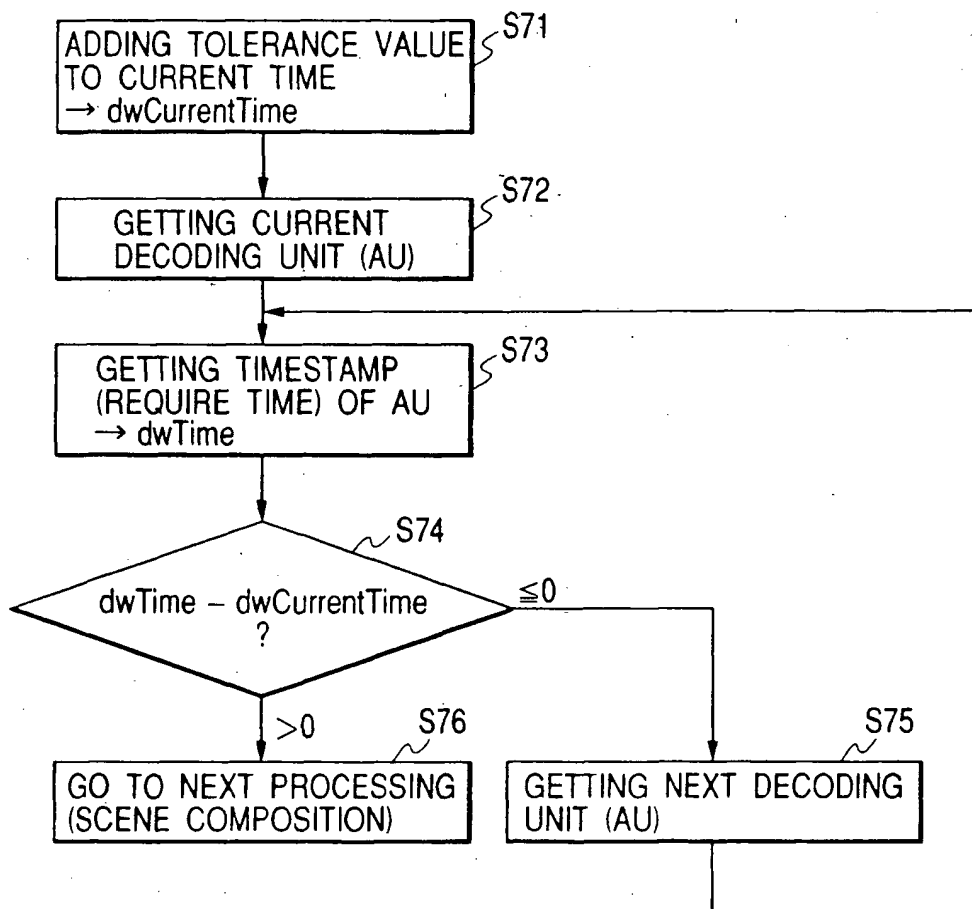 S71
ADDING TOLERANCE VALUE
TO CURRENT TIME
→ dwCurrentTime
S72
GETTING CURRENT
DECODING UNIT (AU)
S73
GETTING TIMESTAMP
(REQUIRE TIME) OF AU
→ dwTime
S74
dwTime – dwCurrentTime
?
≦0
>0
S76
GO TO NEXT PROCESSING
(SCENE COMPOSITION)
S75
GETTING NEXT DECODING
UNIT (AU)